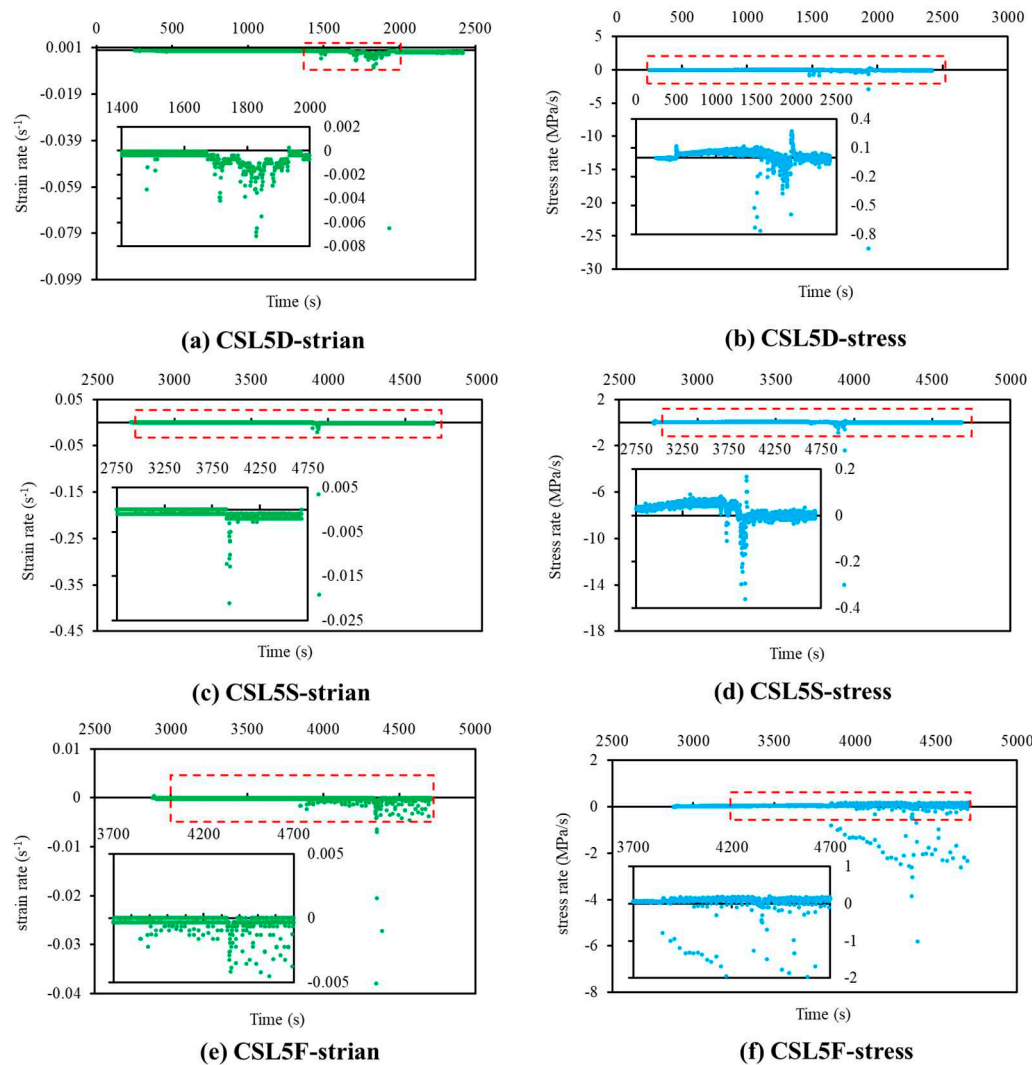 0 500 1000 1500 2000 2500
0.001
-0.019
-0.039
-0.059
-0.079
-0.099
Strain rate (s-1)
1400 1600 1800 2000
0.002
0
-0.002
-0.004
-0.006
-0.008
Time (s)
(a) CSL5D-strian
0 500 1000 1500 2000 2500 3000
5
0
-5
-10
-15
-20
-25
-30
Stress rate (MPa/s)
0 500 1000 1500 2000 2500
0.4
0.1
-0.2
-0.5
-0.8
Time (s)
(b) CSL5D-stress
2500 3000 3500 4000 4500 5000
0.05
-0.05
-0.15
-0.25
-0.35
-0.45
Strain rate (s-1)
2750 3250 3750 4250 4750
0.005
-0.005
-0.015
-0.025
Time (s)
(c) CSL5S-strian
2500 3000 3500 4000 4500 5000
2
-2
-6
-10
-14
-18
Stress rate (MPa/s)
2750 3250 3750 4250 4750
0.2
0
-0.2
-0.4
Time (s)
(d) CSL5S-stress
2500 3000 3500 4000 4500 5000
0.01
0
-0.01
-0.02
-0.03
-0.04
strain rate (s-1)
3700 4200 4700
0.005
0
-0.005
Time (s)
(e) CSL5F-strian
2500 3000 3500 4000 4500 5000
2
0
-2
-4
-6
-8
stress rate (MPa/s)
3700 4200 4700
1
0
-1
-2
Time (s)
(f) CSL5F-stress